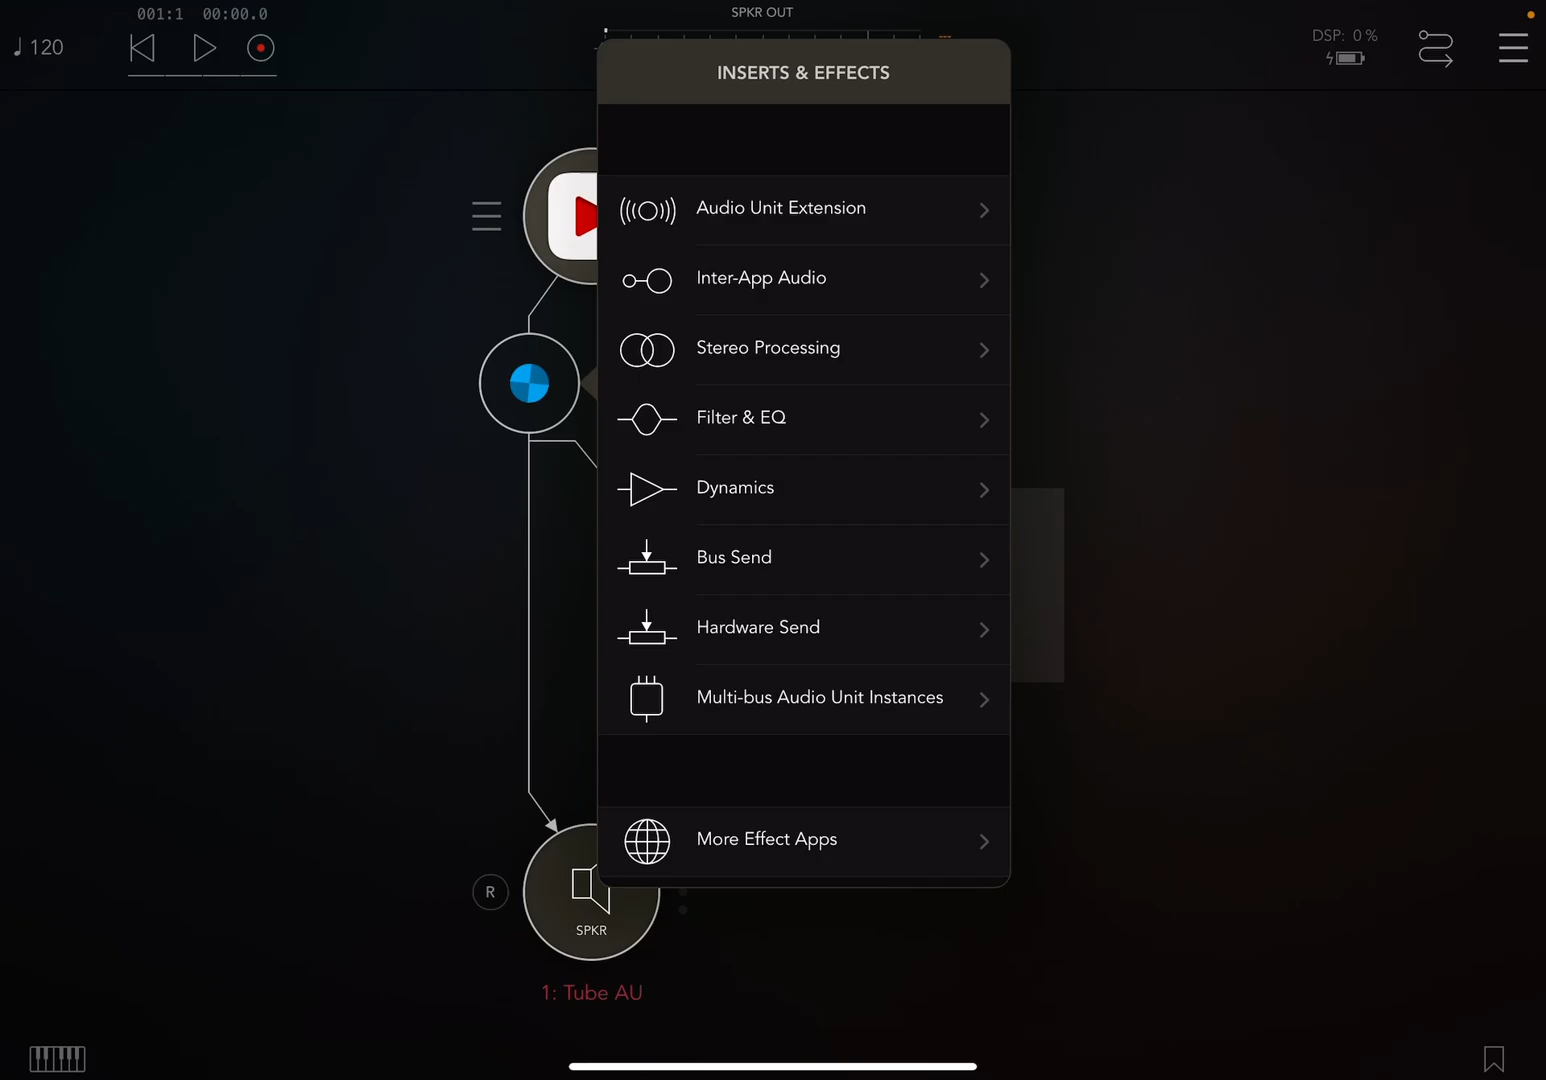 001:1 00:00.0
SPKR OUT
120
DSP: 0 %
INSERTS & EFFECTS
Audio Unit Extension
Inter-App Audio
Stereo Processing
Filter & EQ
Dynamics
Bus Send
Hardware Send
Multi-bus Audio Unit Instances
More Effect Apps
R
SPKR
1: Tube AU